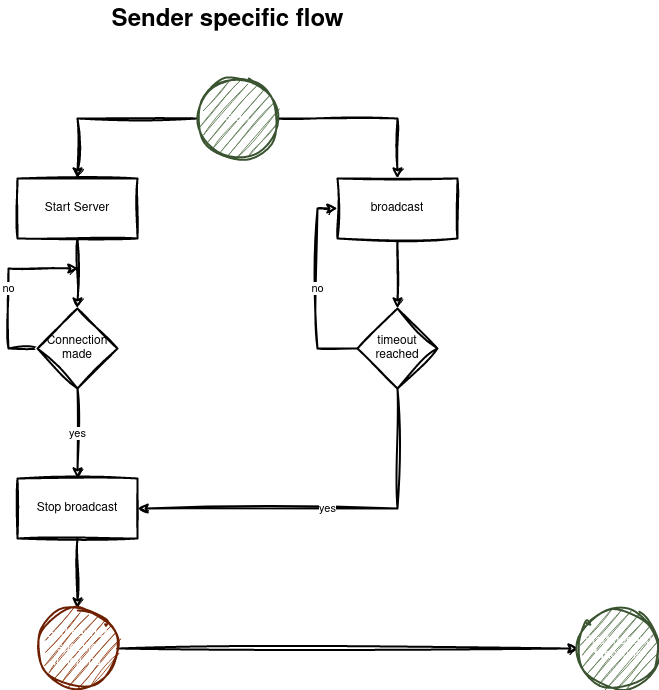 Sender specific flow
Start Server
broadcast
no
no
Connection
made
timeout
reached
yes
Stop broadcast
yes